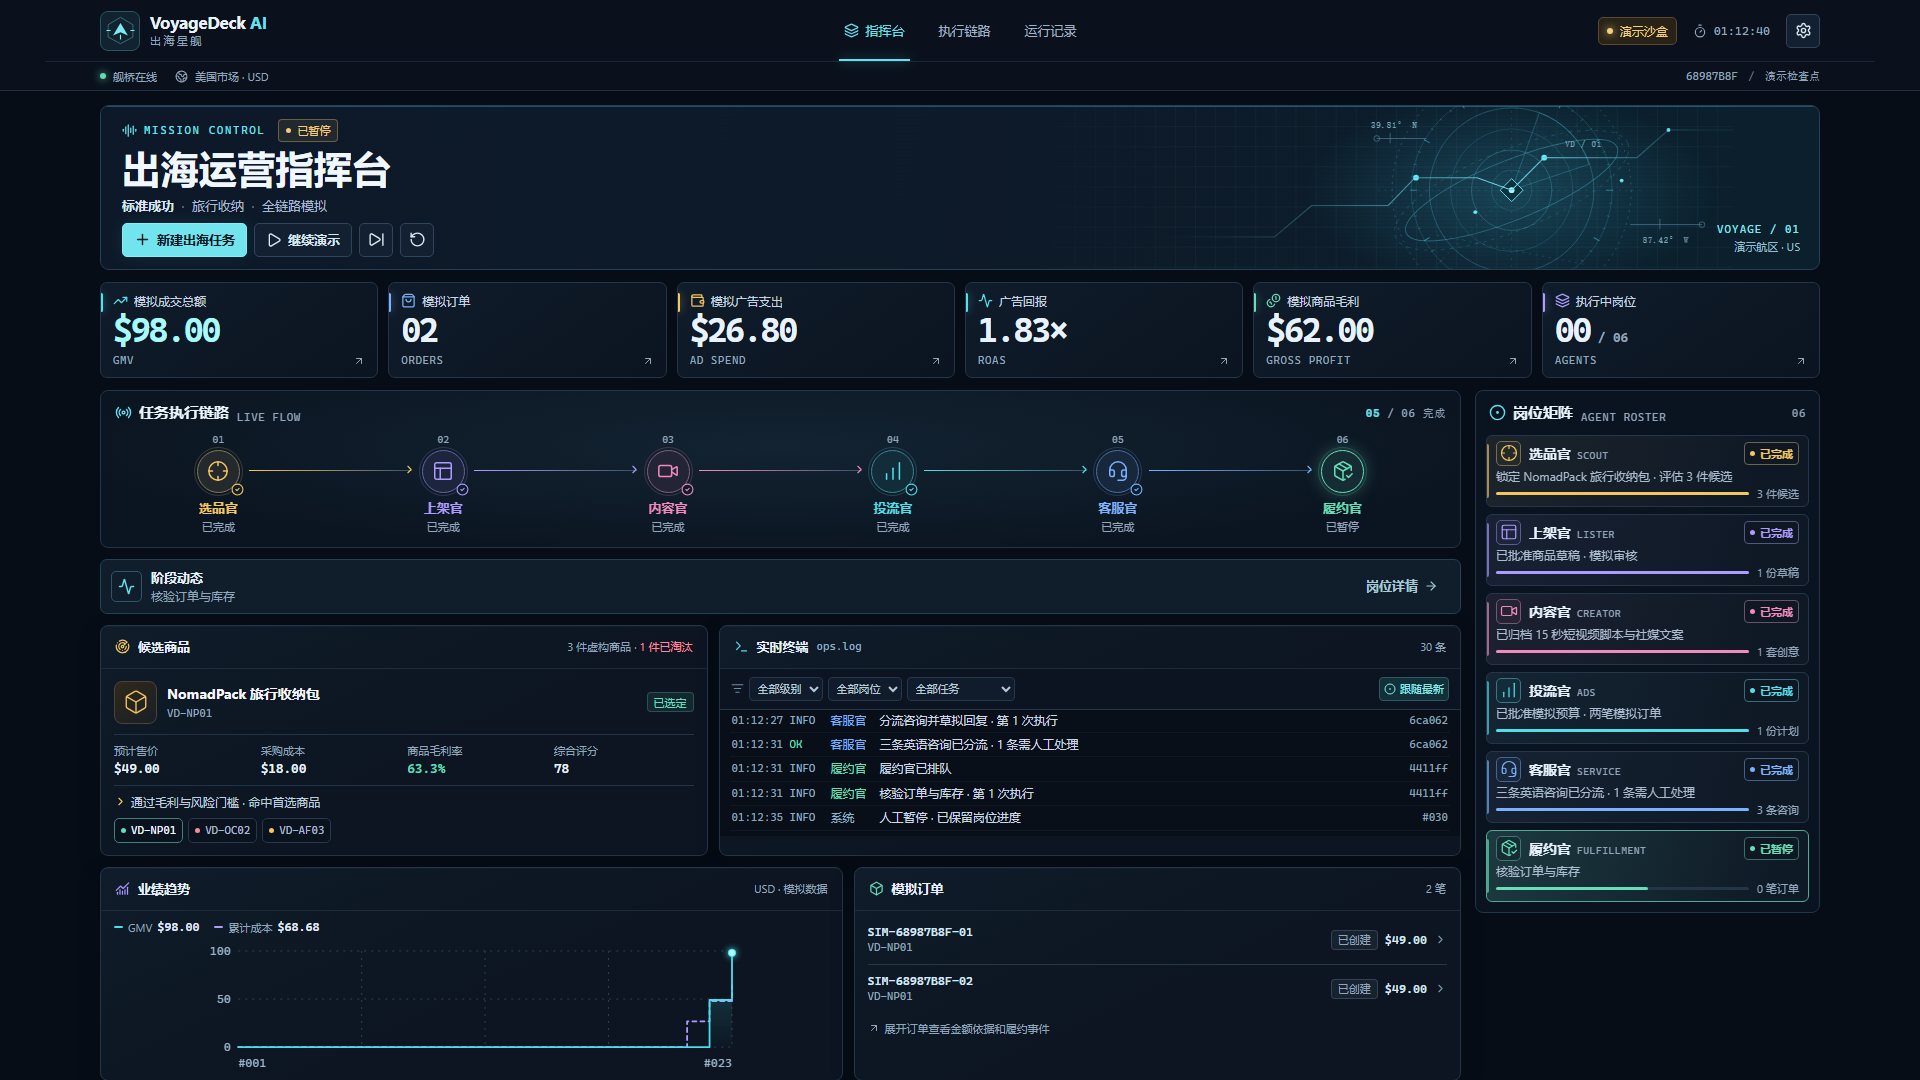 VoyageDeck AI
出海星舰
指挥台
执行链路
运行记录
演示沙盒
01:12:40
舰桥在线
美国市场 · USD
68987B8F / 演示检查点
MISSION CONTROL
已暂停
出海运营指挥台
标准成功 · 旅行收纳 · 全链路模拟
新建出海任务
继续演示
39.81° N
VD / 01
87.42° W
VOYAGE / 01
演示航区 · US
模拟成交总额
$98.00
GMV
模拟订单
02
ORDERS
模拟广告支出
$26.80
AD SPEND
广告回报
1.83×
ROAS
模拟商品毛利
$62.00
GROSS PROFIT
执行中岗位
00 / 06
AGENTS
任务执行链路 LIVE FLOW
05 / 06 完成
01
选品官
已完成
02
上架官
已完成
03
内容官
已完成
04
投流官
已完成
05
客服官
已完成
06
履约官
已暂停
阶段动态
核验订单与库存
岗位详情
候选商品
3 件虚构商品 · 1 件已淘汰
NomadPack 旅行收纳包
VD-NP01
已选定
预计售价
$49.00
采购成本
$18.00
商品毛利率
63.3%
综合评分
78
通过毛利与风险门槛 · 命中首选商品
VD-NP01
VD-OC02
VD-AF03
实时终端 ops.log
30 条
全部级别
全部岗位
全部任务
跟随最新
01:12:27 INFO 客服官 分流咨询并草拟回复 · 第 1 次执行 6ca062
01:12:31 OK 客服官 三条英语咨询已分流 · 1 条需人工处理 6ca062
01:12:31 INFO 履约官 履约官已排队 4411ff
01:12:31 INFO 履约官 核验订单与库存 · 第 1 次执行 4411ff
01:12:35 INFO 系统 人工暂停 · 已保留岗位进度 #030
业绩趋势
USD · 模拟数据
GMV $98.00
累计成本 $68.68
100
50
0
#001
#023
模拟订单
2 笔
SIM-68987B8F-01
VD-NP01
已创建 $49.00
SIM-68987B8F-02
VD-NP01
已创建 $49.00
展开订单查看金额依据和履约事件
岗位矩阵 AGENT ROSTER
06
选品官 SCOUT
已完成
锁定 NomadPack 旅行收纳包 · 评估 3 件候选
3 件候选
上架官 LISTER
已完成
已批准商品草稿 · 模拟审核
1 份草稿
内容官 CREATOR
已完成
已归档 15 秒短视频脚本与社媒文案
1 套创意
投流官 ADS
已完成
已批准模拟预算 · 两笔模拟订单
1 份计划
客服官 SERVICE
已完成
三条英语咨询已分流 · 1 条需人工处理
3 条咨询
履约官 FULFILLMENT
已暂停
核验订单与库存
0 笔订单